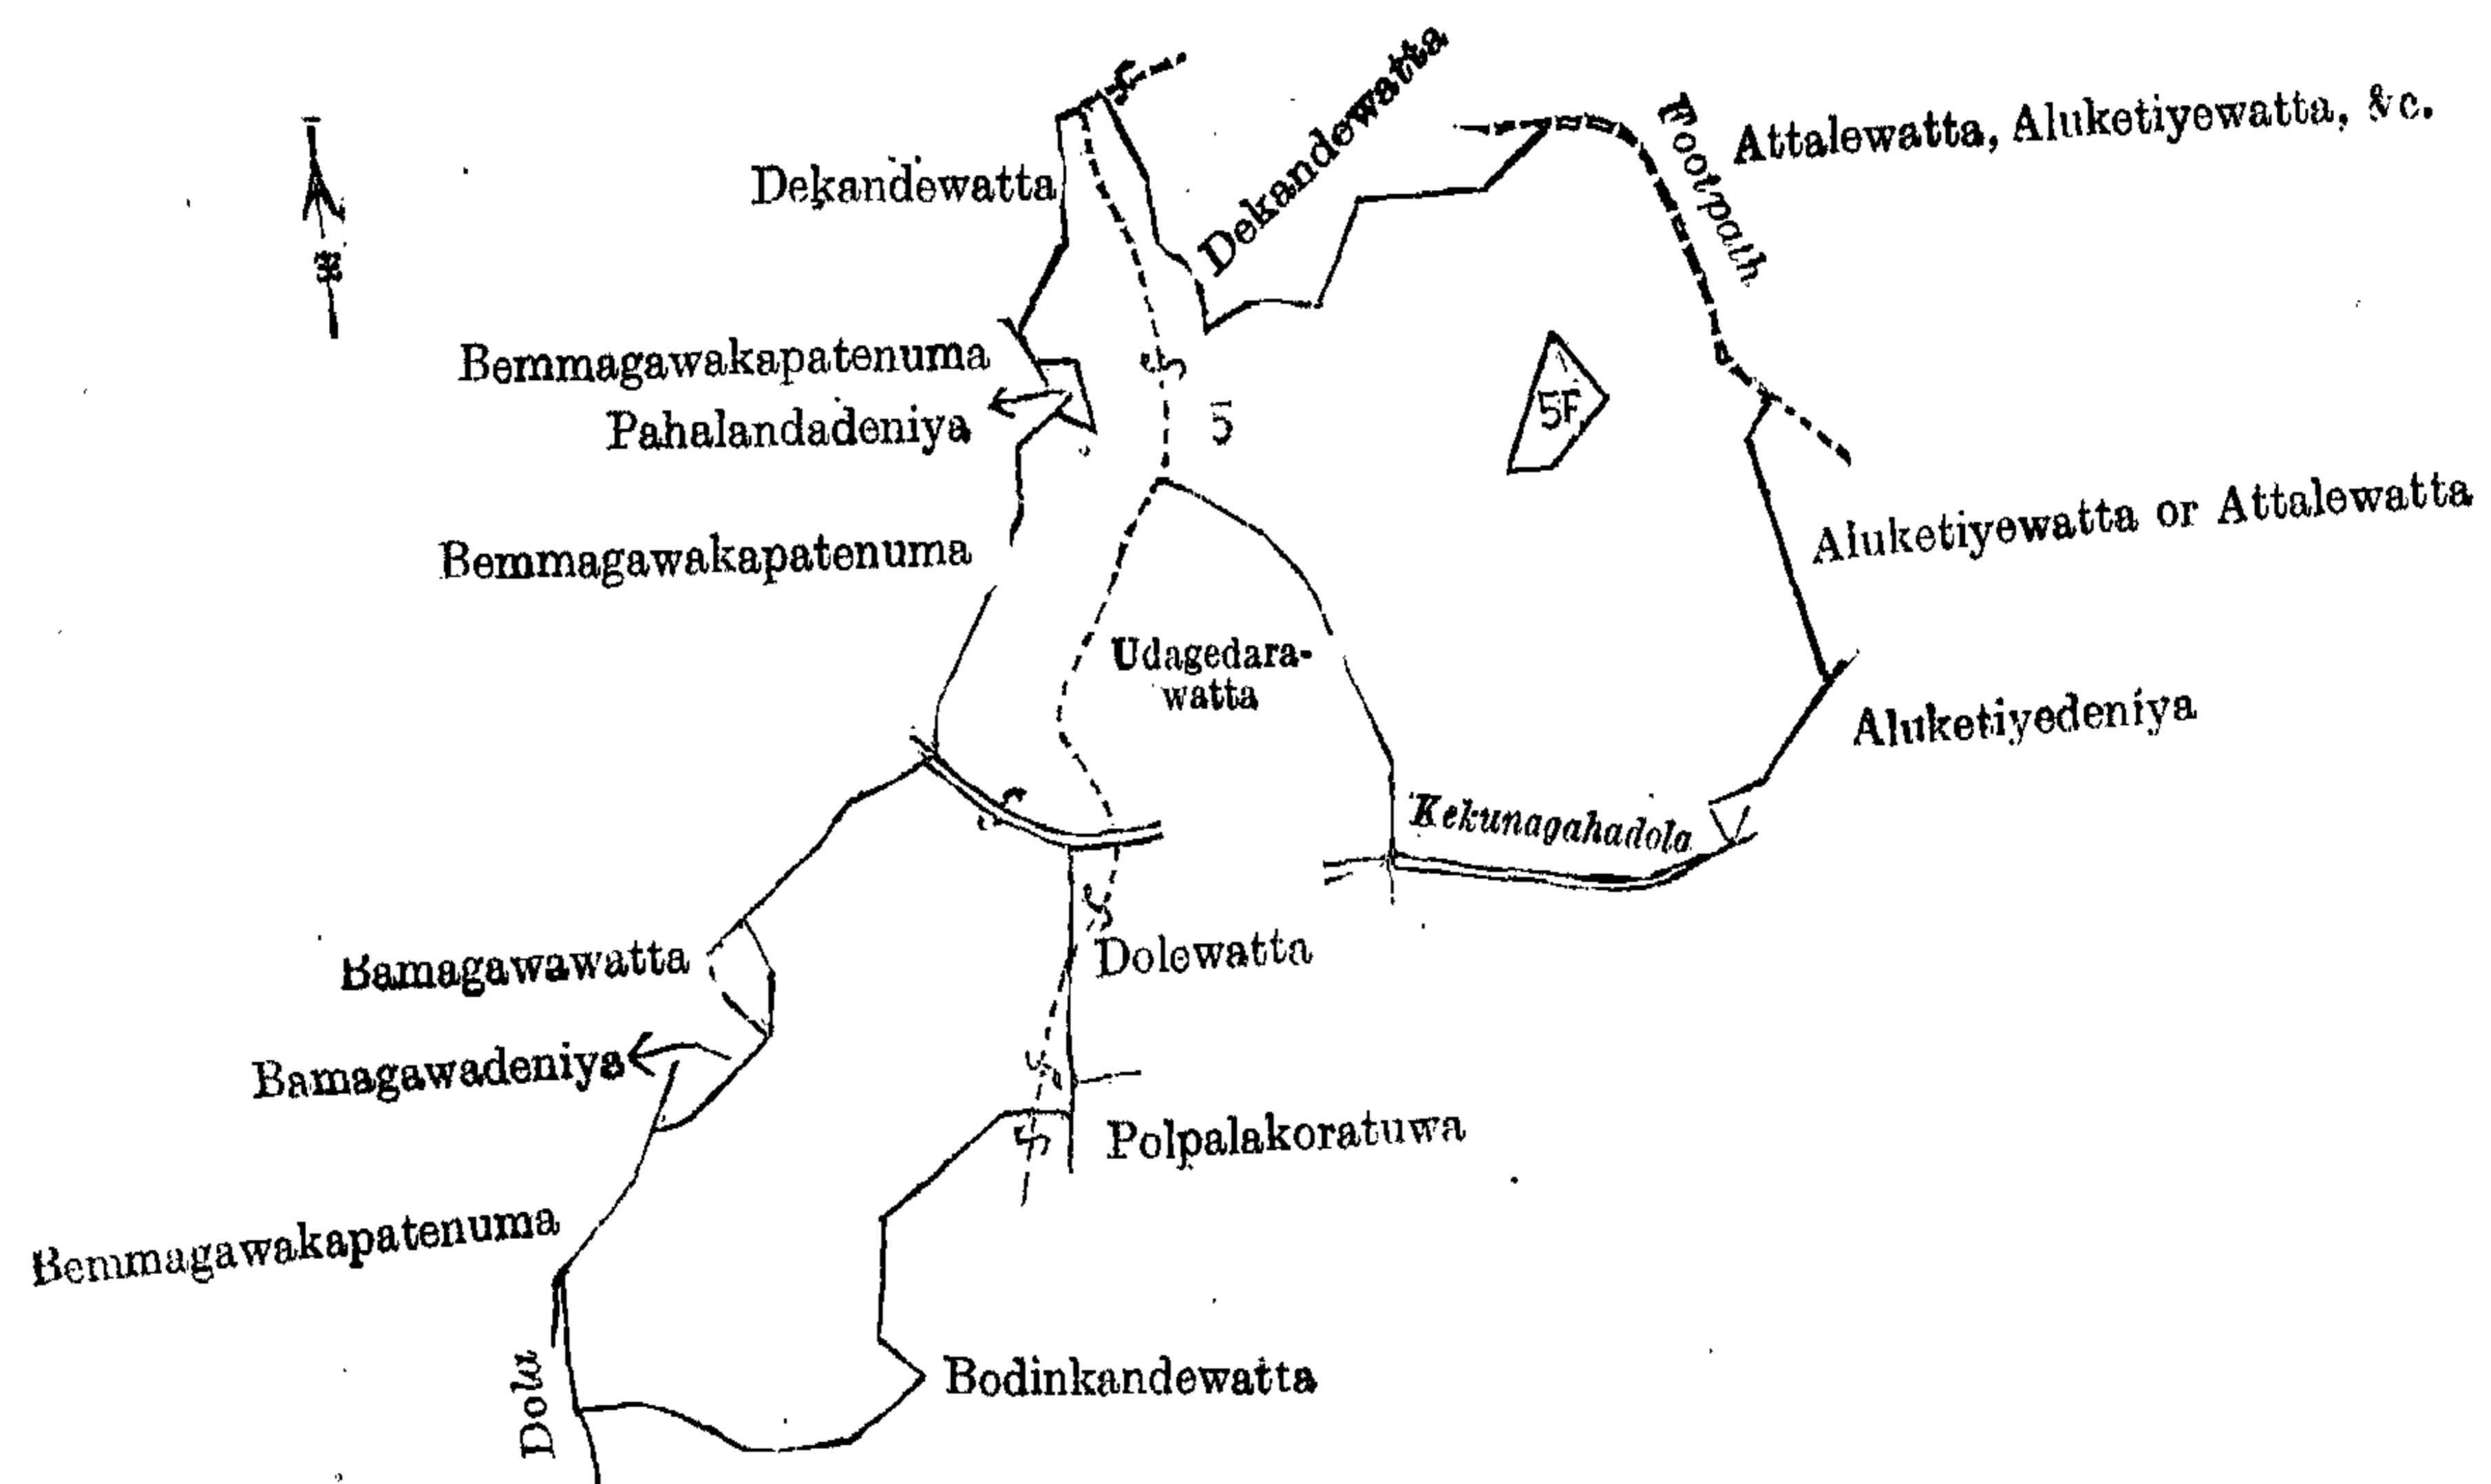 Dekandewatta
Dekandewatta
Footpath
Attalewatta, Aluketiyewatta, &c.
Bemmagawakapatenuma
Pahalandadeniya
5
5F
Bemmagawakapatenuma
Aluketiyewatta or Attalewatta
Udagedara-
watta
Aluketiyedeniya
Kekunagahadola
Bamagawawatta
Dolewatta
Bamagawadeniya
Polpalakoratuwa
Bemmagawakapatenuma
Bodinkandewatta
Dola